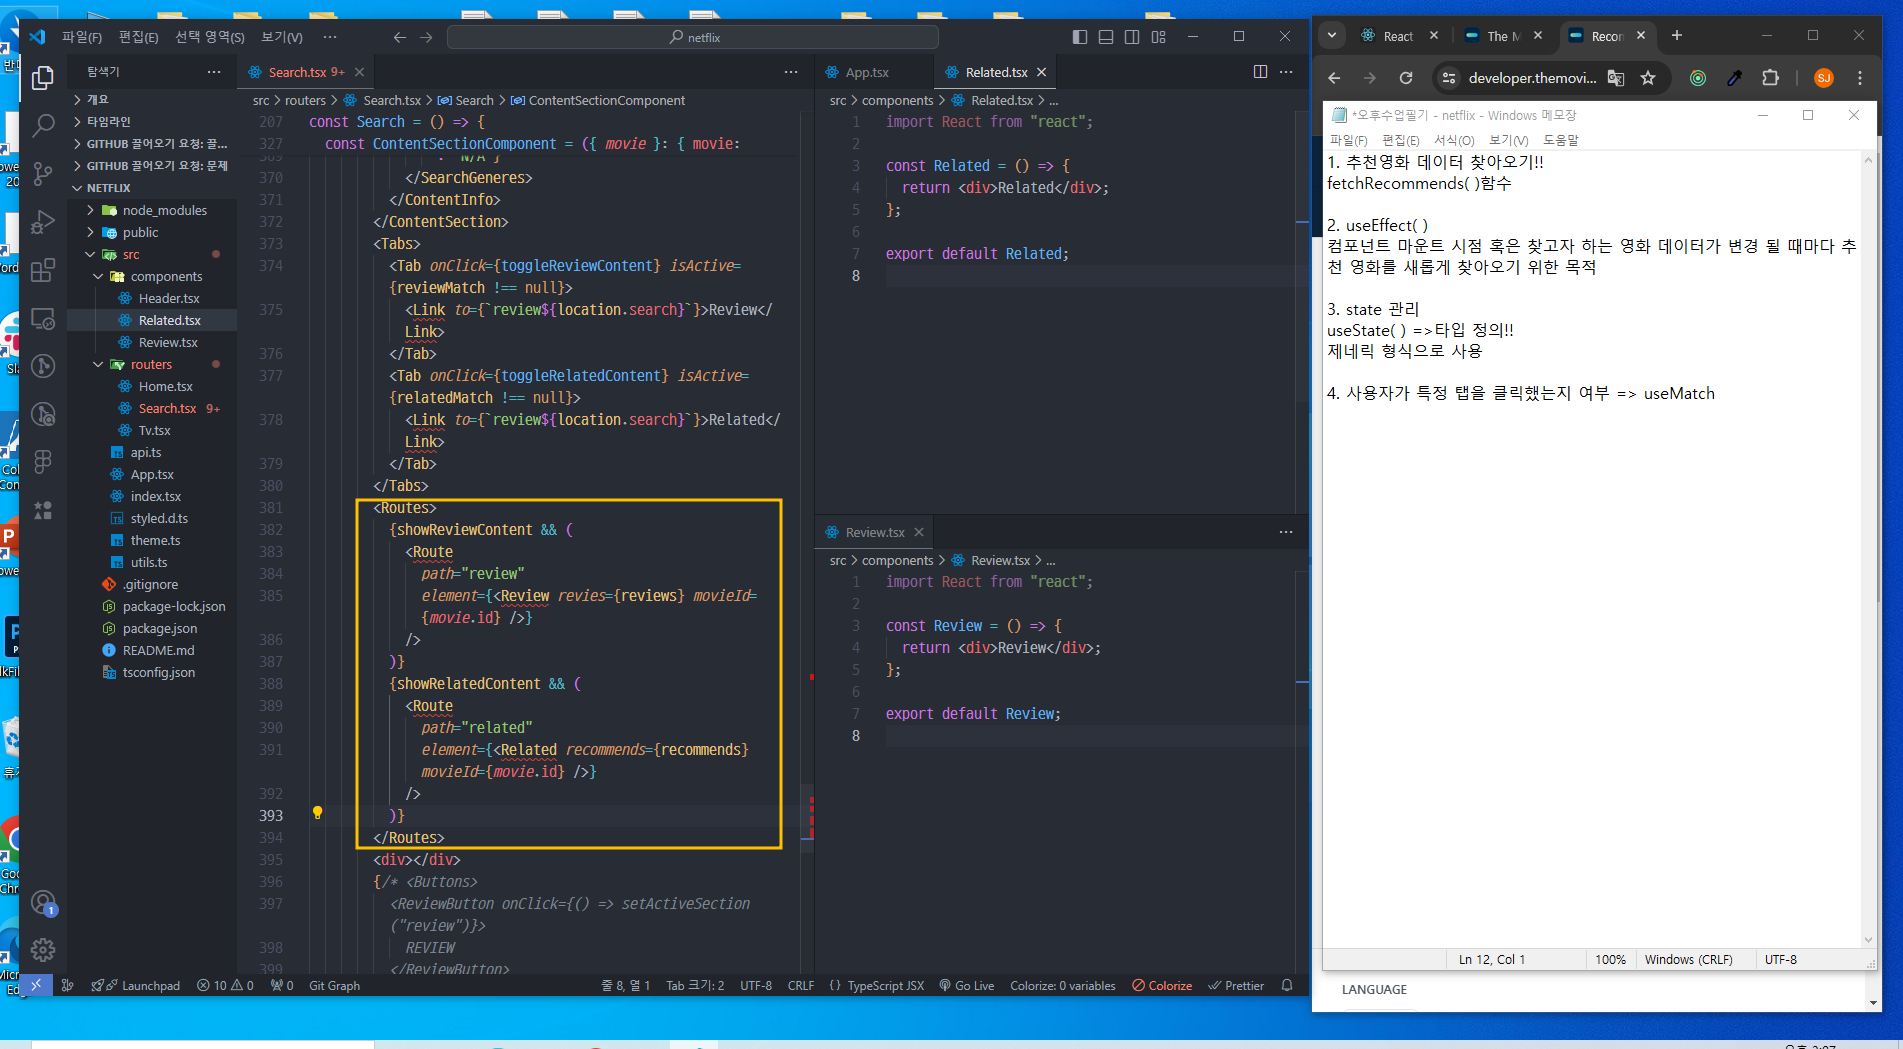 파일(F) 편집(E) 선택 영역(S) 보기(V) ··· netflix
탐색기 ···
개요
타임라인
GITHUB 끌어오기 요청: 끌...
GITHUB 끌어오기 요청: 문제
NETFLIX
node_modules
public
src
components
Header.tsx
Related.tsx
Review.tsx
routers
Home.tsx
Search.tsx 9+
Tv.tsx
api.ts
App.tsx
index.tsx
styled.d.ts
theme.ts
utils.ts
.gitignore
package-lock.json
package.json
README.md
tsconfig.json
Search.tsx 9+
src > routers > Search.tsx > Search > ContentSectionComponent
207 const Search = () => {
327 const ContentSectionComponent = ({ movie }: { movie:
369 : "N/A"}
370 </SearchGeneres>
371 </ContentInfo>
372 </ContentSection>
373 <Tabs>
374 <Tab onClick={toggleReviewContent} isActive=
{reviewMatch !== null}>
375 <Link to={`review${location.search}`}>Review</
Link>
376 </Tab>
377 <Tab onClick={toggleRelatedContent} isActive=
{relatedMatch !== null}>
378 <Link to={`review${location.search}`}>Related</
Link>
379 </Tab>
380 </Tabs>
381 <Routes>
382 {showReviewContent && (
383 <Route
384 path="review"
385 element={<Review revies={reviews} movieId=
{movie.id} />}
386 />
387 )}
388 {showRelatedContent && (
389 <Route
390 path="related"
391 element={<Related recommends={recommends}
movieId={movie.id} />}
392 />
393 )}
394 </Routes>
395 <div></div>
396 {/* <Buttons>
397 <ReviewButton onClick={() => setActiveSection
("review")}>
398 REVIEW
399 </ReviewButton>
App.tsx Related.tsx
src > components > Related.tsx > ...
1 import React from "react";
2
3 const Related = () => {
4 return <div>Related</div>;
5 };
6
7 export default Related;
8
Review.tsx
src > components > Review.tsx > ...
1 import React from "react";
2
3 const Review = () => {
4 return <div>Review</div>;
5 };
6
7 export default Review;
8
Launchpad 10 0 0 Git Graph 줄 8, 열 1 Tab 크기: 2 UTF-8 CRLF {} TypeScript JSX Go Live Colorize: 0 variables Colorize Prettier
React The M Recon
developer.themovi... SJ
*오후수업필기 - netflix - Windows 메모장
파일(F) 편집(E) 서식(O) 보기(V) 도움말
1. 추천영화 데이터 찾아오기!!
fetchRecommends( )함수
2. useEffect( )
컴포넌트 마운트 시점 혹은 찾고자 하는 영화 데이터가 변경 될 때마다 추
천 영화를 새롭게 찾아오기 위한 목적
3. state 관리
useState( ) =>타입 정의!!
제네릭 형식으로 사용
4. 사용자가 특정 탭을 클릭했는지 여부 => useMatch
Ln 12, Col 1 100% Windows (CRLF) UTF-8
LANGUAGE